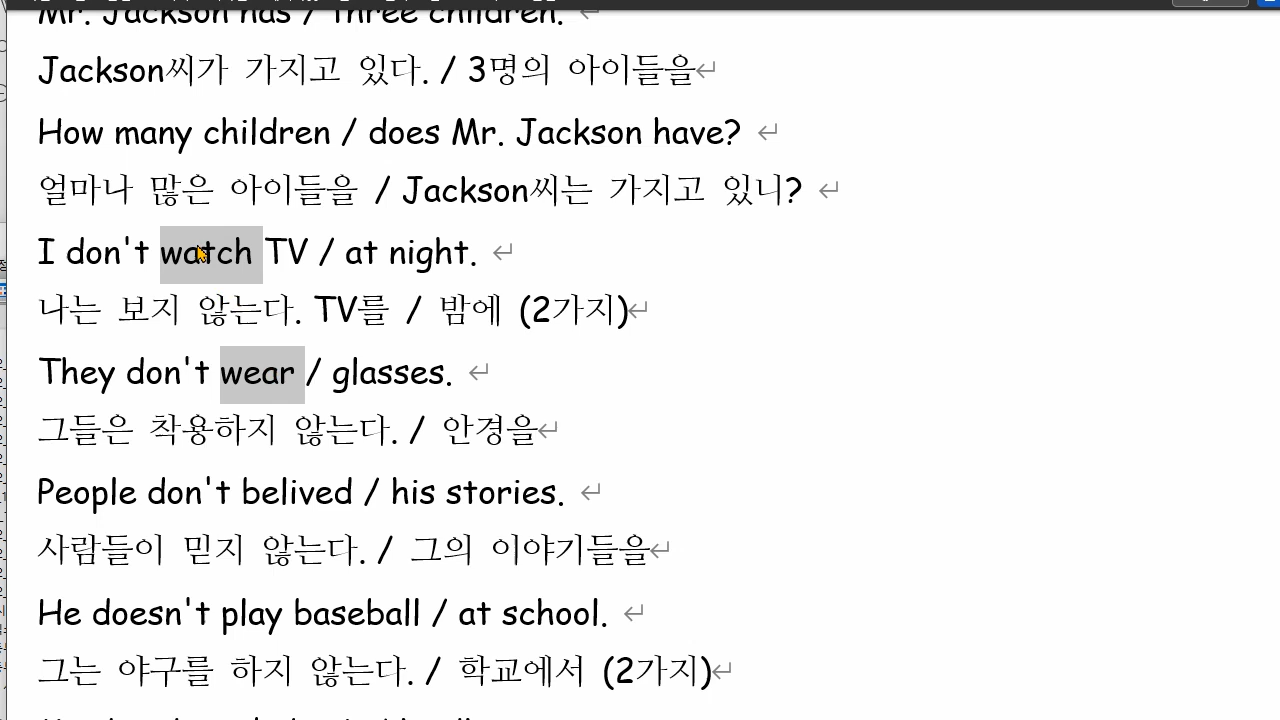 Mr. Jackson has / three children. ↵
Jackson씨가 가지고 있다. / 3명의 아이들을↵
How many children / does Mr. Jackson have? ↵
얼마나 많은 아이들을 / Jackson씨는 가지고 있니? ↵
I don't watch TV / at night. ↵
나는 보지 않는다. TV를 / 밤에 (2가지)↵
They don't wear / glasses. ↵
그들은 착용하지 않는다. / 안경을↵
People don't belived / his stories. ↵
사람들이 믿지 않는다. / 그의 이야기들을↵
He doesn't play baseball / at school. ↵
그는 야구를 하지 않는다. / 학교에서 (2가지)↵